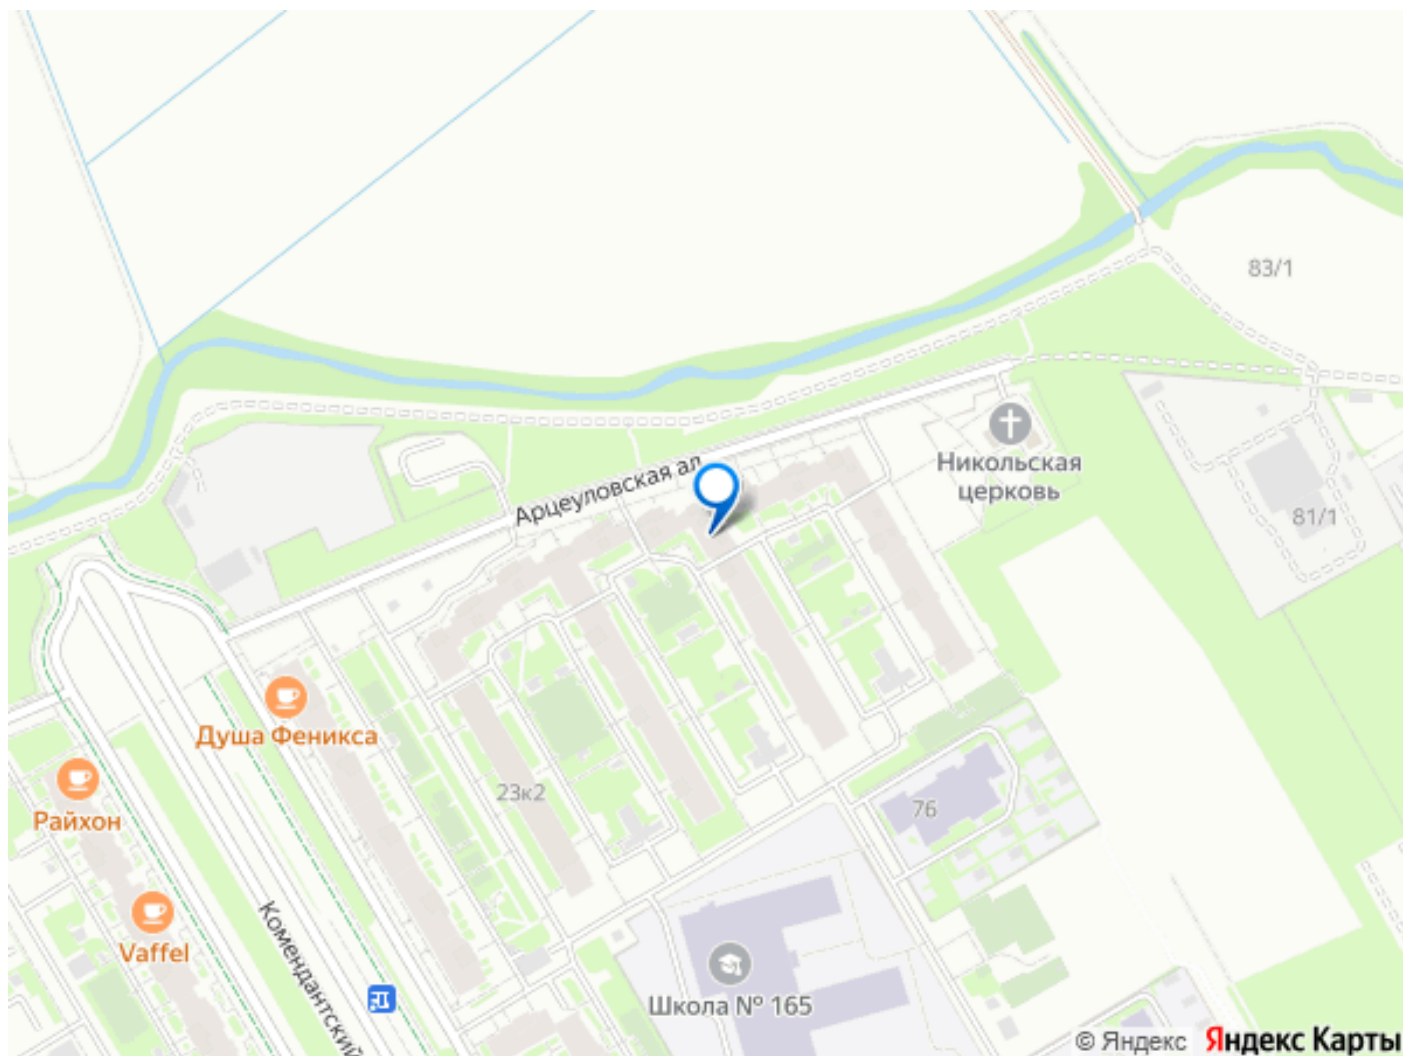 83/1
Никольская
церковь
Арцеуловская ал.
81/1
Душа Феникса
23к2
76
Райхон
Vaffel
Комендантский
Школа № 165
© Яндекс Яндекс Карты